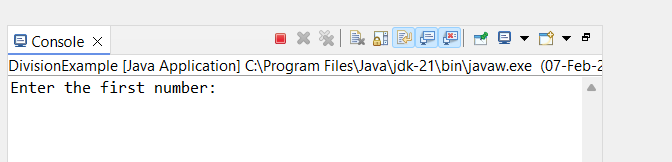 Console
DivisionExample [Java Application] C:\Program Files\Java\jdk-21\bin\javaw.exe (07-Feb-2
Enter the first number: